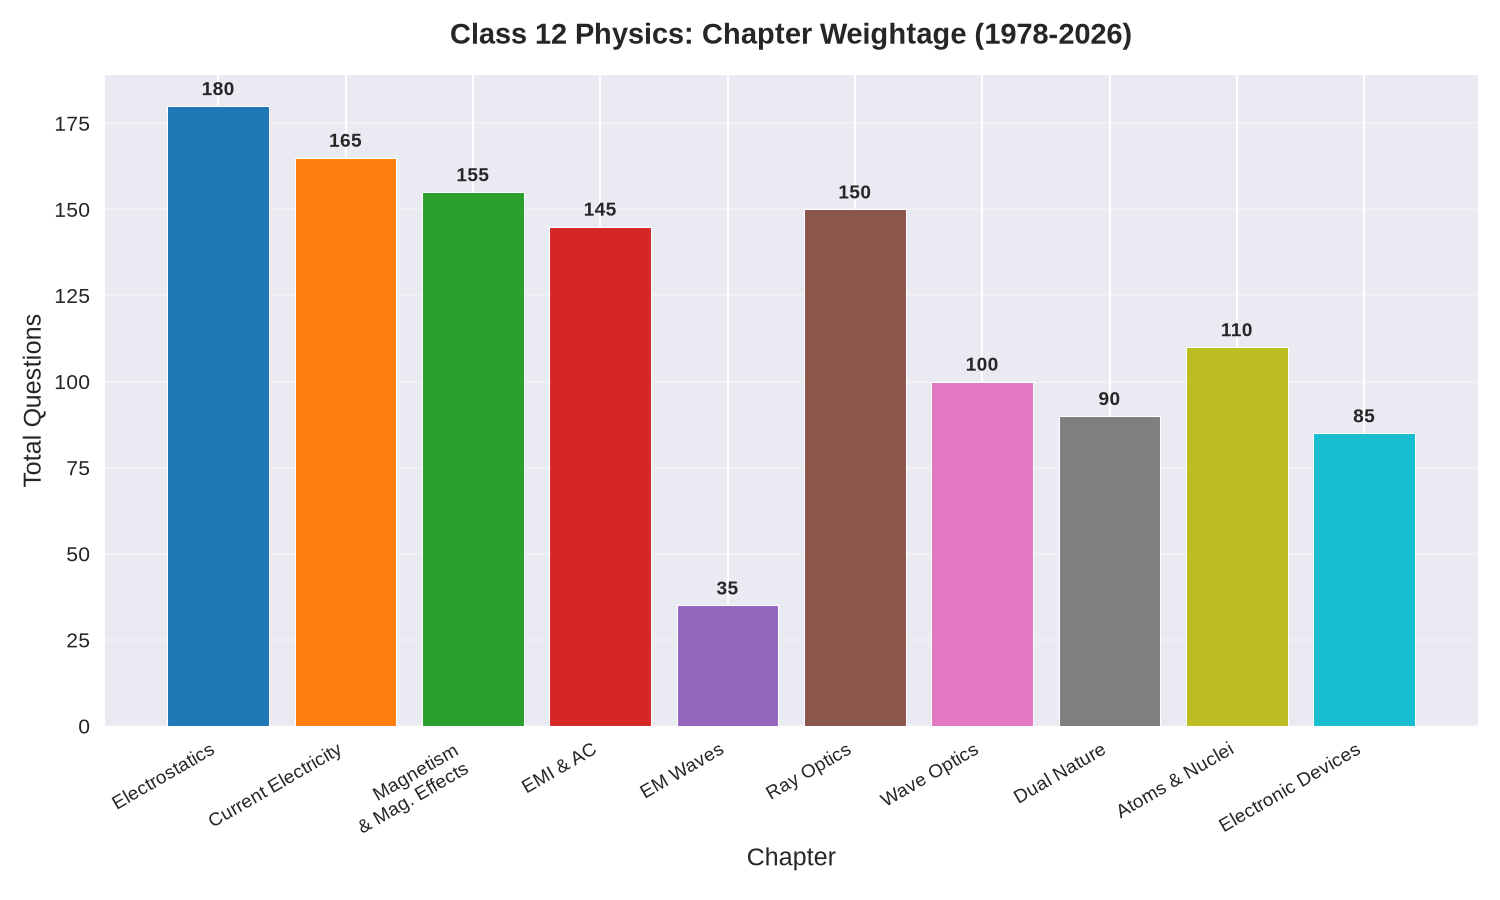 Class 12 Physics: Chapter Weightage (1978-2026)
Total Questions
175
150
125
100
75
50
25
0
180
165
155
145
35
150
100
90
110
85
Electrostatics
Current Electricity
Magnetism
& Mag. Effects
EMI & AC
EM Waves
Ray Optics
Wave Optics
Dual Nature
Atoms & Nuclei
Electronic Devices
Chapter